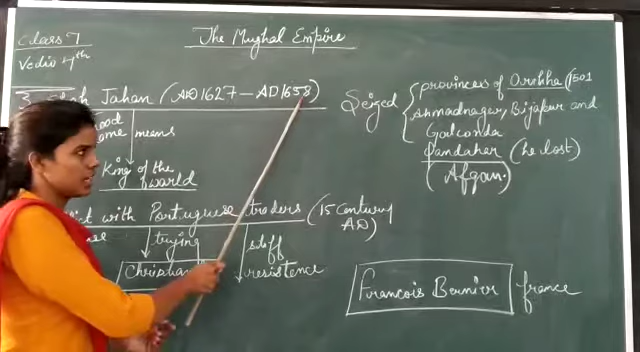 Class 7
Vedio 4th
The Mughal Empire
3. Shah Jahan (AD 1627 – AD 1658)
means
King of the
world
with Portuguese traders (15 Century
AD)
trying
Christian
stiff
resistence
Seized
provinces of Orchha (1501
Ahmadnagar, Bijapur and
Golconda
Qandahar (he lost)
(Afgan)
Francois Bernier france